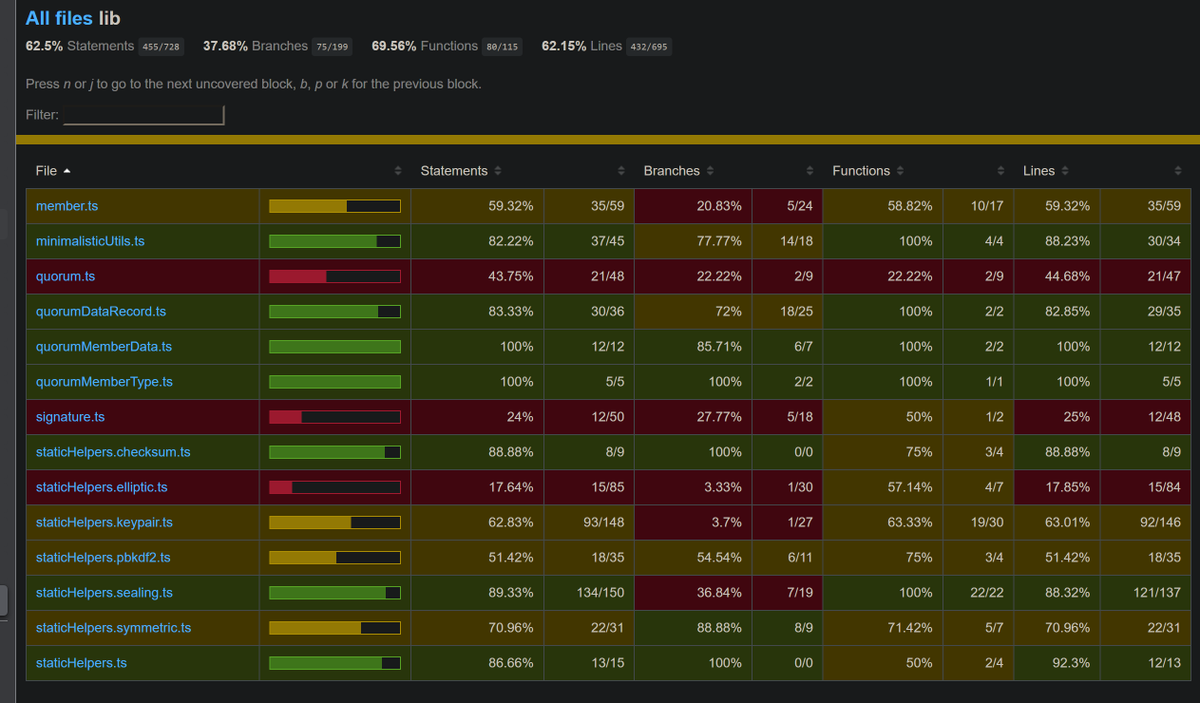 All files lib
62.5% Statements 455/728 37.68% Branches 75/199 69.56% Functions 80/115 62.15% Lines 432/695
Press n or j to go to the next uncovered block, b, p or k for the previous block.
Filter:
File Statements Branches Functions Lines
member.ts 59.32% 35/59 20.83% 5/24 58.82% 10/17 59.32% 35/59
minimalisticUtils.ts 82.22% 37/45 77.77% 14/18 100% 4/4 88.23% 30/34
quorum.ts 43.75% 21/48 22.22% 2/9 22.22% 2/9 44.68% 21/47
quorumDataRecord.ts 83.33% 30/36 72% 18/25 100% 2/2 82.85% 29/35
quorumMemberData.ts 100% 12/12 85.71% 6/7 100% 2/2 100% 12/12
quorumMemberType.ts 100% 5/5 100% 2/2 100% 1/1 100% 5/5
signature.ts 24% 12/50 27.77% 5/18 50% 1/2 25% 12/48
staticHelpers.checksum.ts 88.88% 8/9 100% 0/0 75% 3/4 88.88% 8/9
staticHelpers.elliptic.ts 17.64% 15/85 3.33% 1/30 57.14% 4/7 17.85% 15/84
staticHelpers.keypair.ts 62.83% 93/148 3.7% 1/27 63.33% 19/30 63.01% 92/146
staticHelpers.pbkdf2.ts 51.42% 18/35 54.54% 6/11 75% 3/4 51.42% 18/35
staticHelpers.sealing.ts 89.33% 134/150 36.84% 7/19 100% 22/22 88.32% 121/137
staticHelpers.symmetric.ts 70.96% 22/31 88.88% 8/9 71.42% 5/7 70.96% 22/31
staticHelpers.ts 86.66% 13/15 100% 0/0 50% 2/4 92.3% 12/13